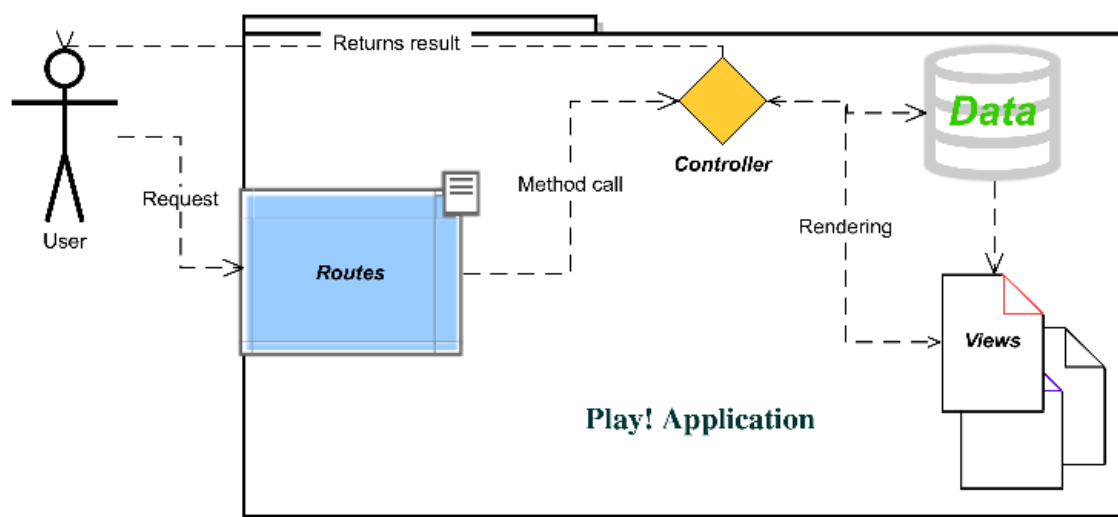 Returns result
Data
Controller
Method call
Request
Rendering
User
Routes
Views
Play! Application